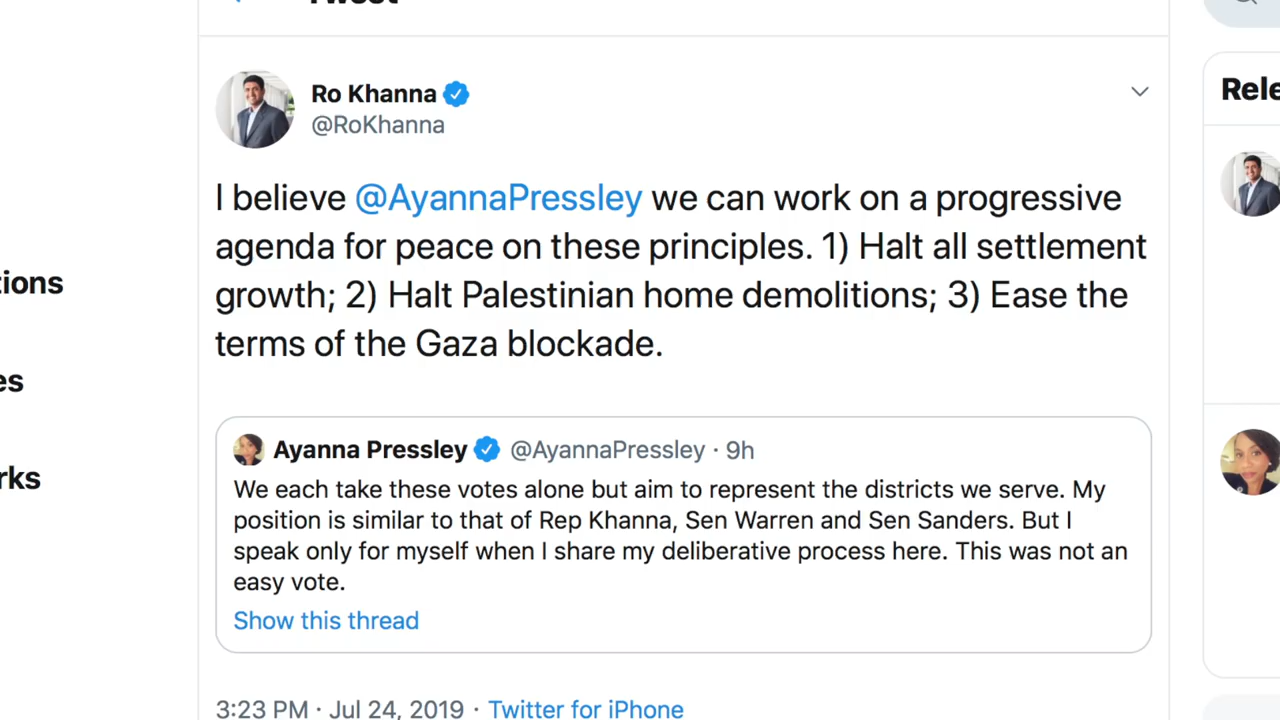 Ro Khanna
@RoKhanna
I believe @AyannaPressley we can work on a progressive
agenda for peace on these principles. 1) Halt all settlement
growth; 2) Halt Palestinian home demolitions; 3) Ease the
terms of the Gaza blockade.
Ayanna Pressley @AyannaPressley · 9h
We each take these votes alone but aim to represent the districts we serve. My
position is similar to that of Rep Khanna, Sen Warren and Sen Sanders. But I
speak only for myself when I share my deliberative process here. This was not an
easy vote.
Show this thread
3:23 PM · Jul 24, 2019 · Twitter for iPhone